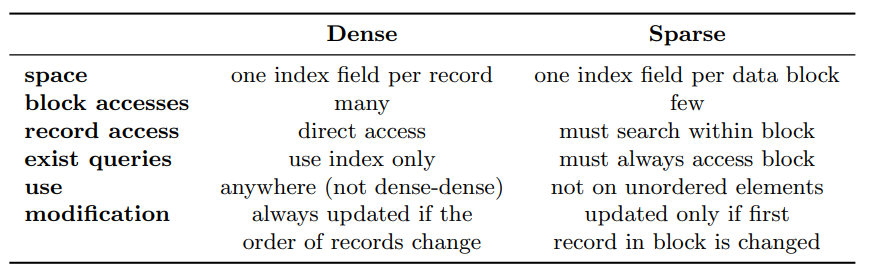 Dense Sparse
space one index field per record one index field per data block
block accesses many few
record access direct access must search within block
exist queries use index only must always access block
use anywhere (not dense-dense) not on unordered elements
modification always updated if the updated only if first
order of records change record in block is changed